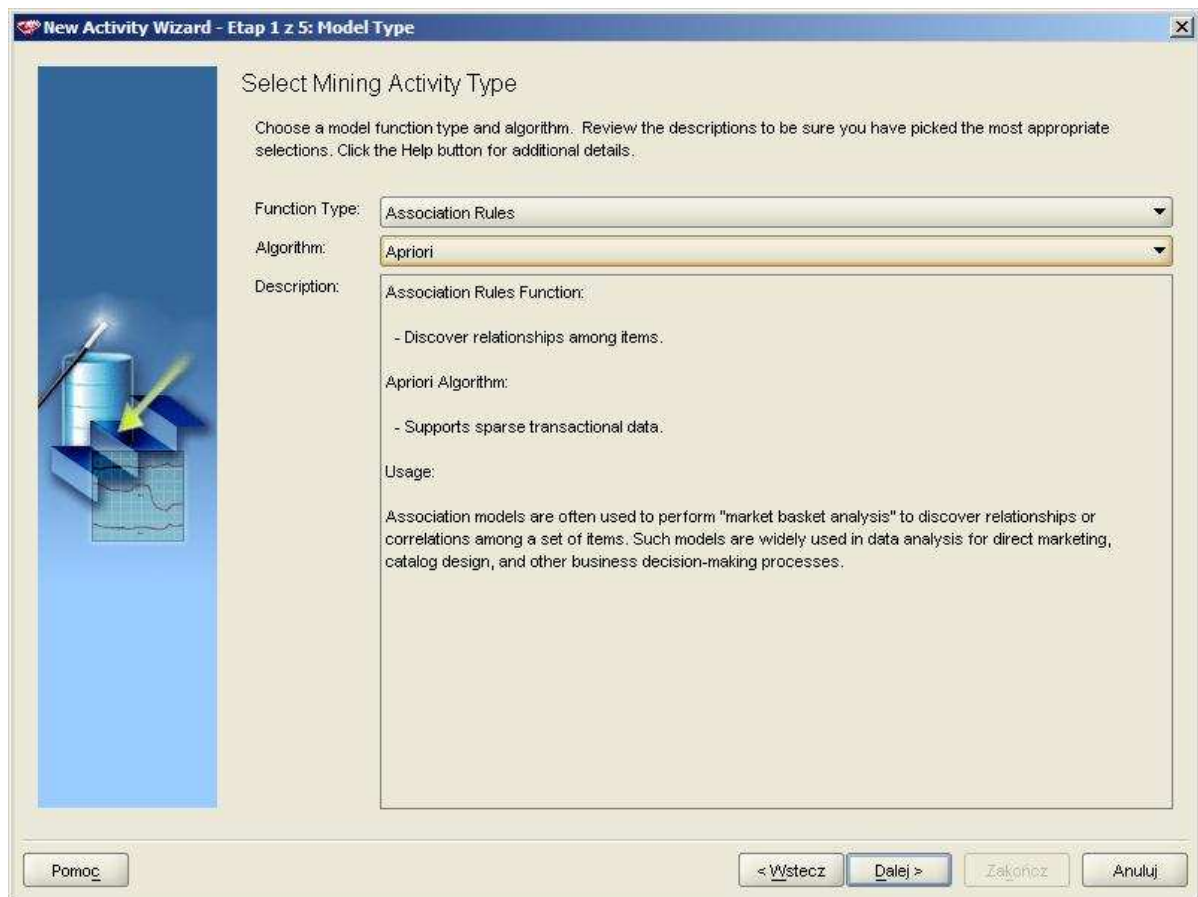 New Activity Wizard - Etap 1 z 5: Model Type
Select Mining Activity Type
Choose a model function type and algorithm. Review the descriptions to be sure you have picked the most appropriate
selections. Click the Help button for additional details.
Function Type:
Association Rules
Algorithm:
Apriori
Description:
Association Rules Function:
- Discover relationships among items.
Apriori Algorithm:
- Supports sparse transactional data.
Usage:
Association models are often used to perform "market basket analysis" to discover relationships or
correlations among a set of items. Such models are widely used in data analysis for direct marketing,
catalog design, and other business decision-making processes.
Pomoc
< Wstecz
Dalej >
Zakończ
Anuluj